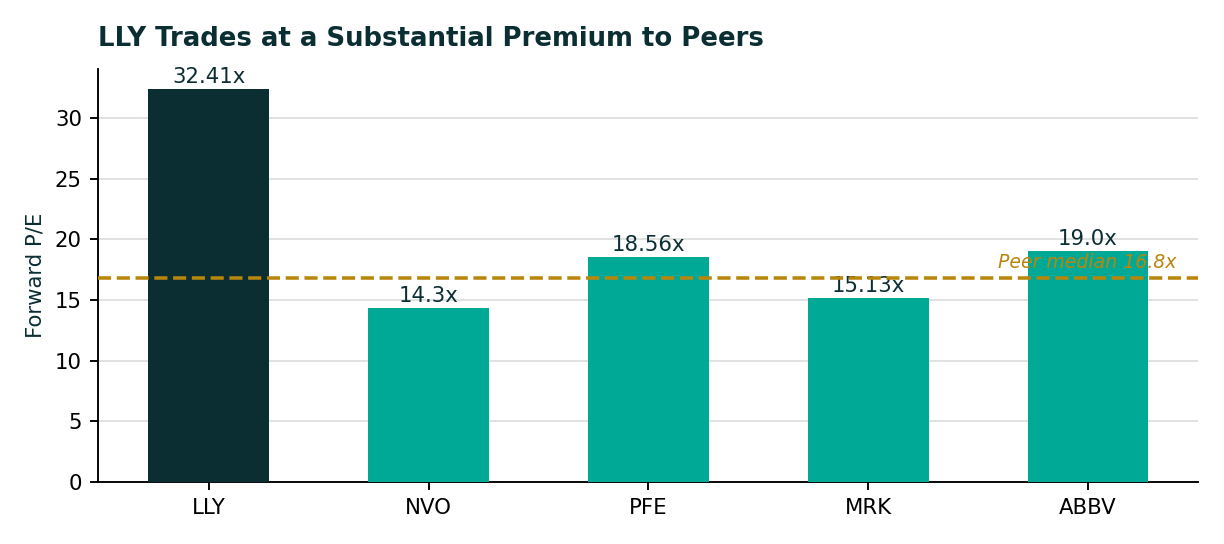 LLY Trades at a Substantial Premium to Peers
Forward P/E
30
25
20
15
10
5
0
32.41x
14.3x
18.56x
15.13x
19.0x
Peer median 16.8x
LLY
NVO
PFE
MRK
ABBV